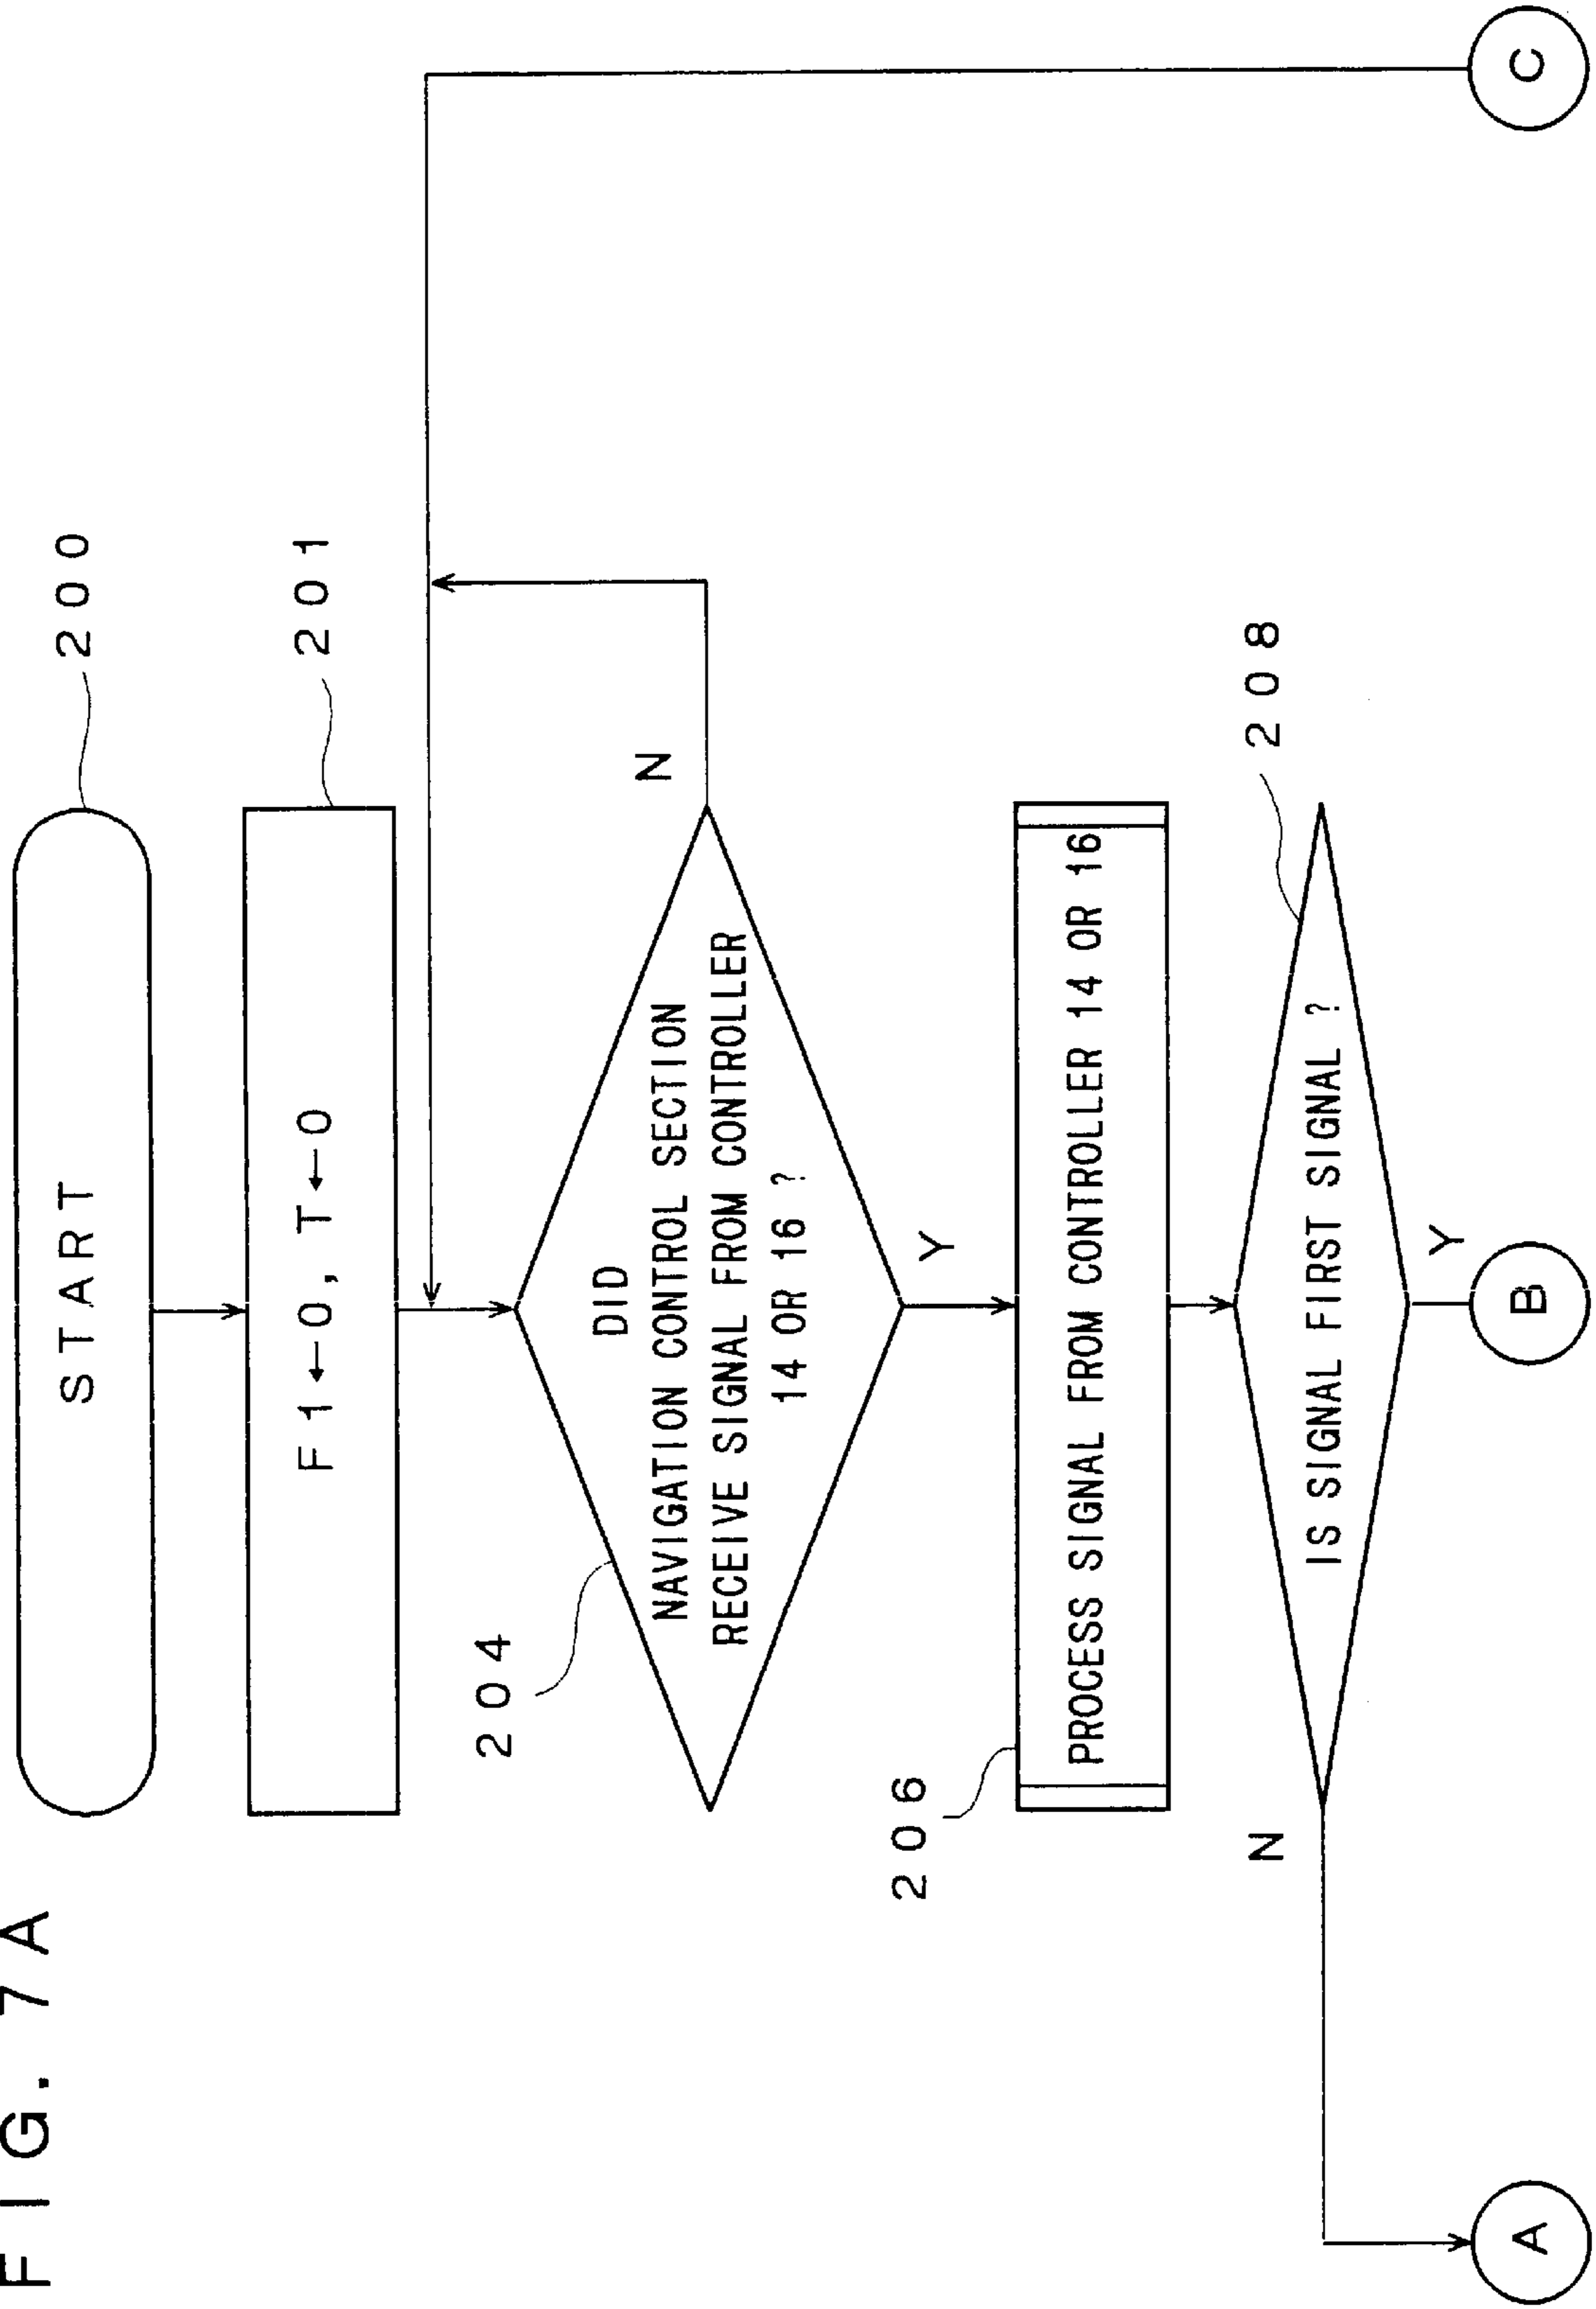 FIG. 7A
START
200
F1←0, T←0
201
204
DID
NAVIGATION CONTROL SECTION
RECEIVE SIGNAL FROM CONTROLLER
14 OR 16 ?
N
Y
206
PROCESS SIGNAL FROM CONTROLLER 14 OR 16
208
IS SIGNAL FIRST SIGNAL ?
N
Y
A
B
C